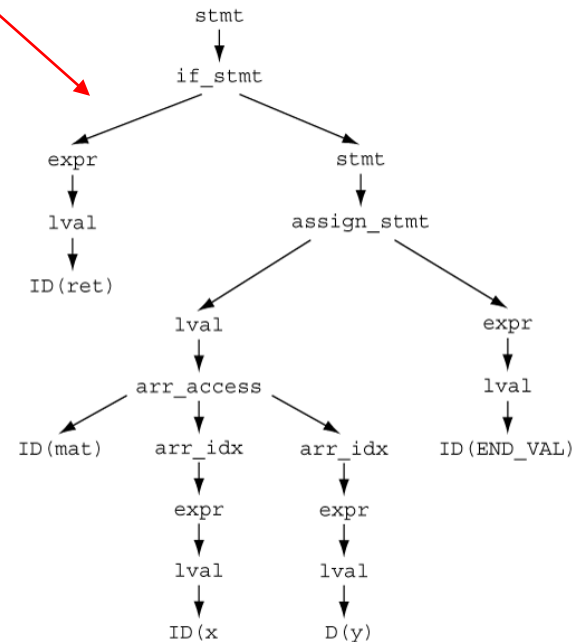 stmt
if_stmt
expr stmt
lval assign_stmt
ID(ret)
lval expr
arr_access lval
ID(mat) arr_idx arr_idx ID(END_VAL)
expr expr
lval lval
ID(x D(y)